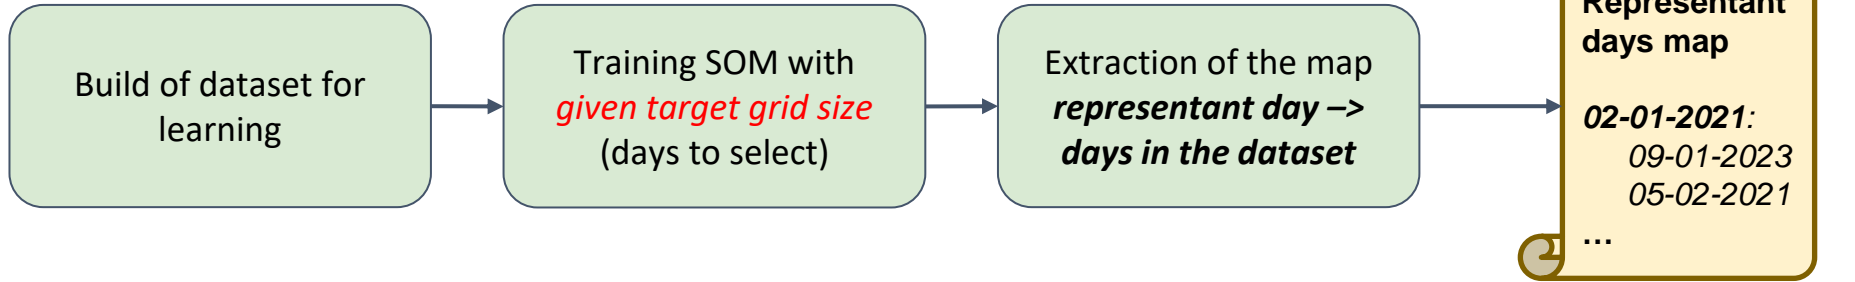 Build of dataset for
learning
Training SOM with
given target grid size
(days to select)
Extraction of the map
representant day –>
days in the dataset
Representant
days map
02-01-2021:
09-01-2023
05-02-2021
…